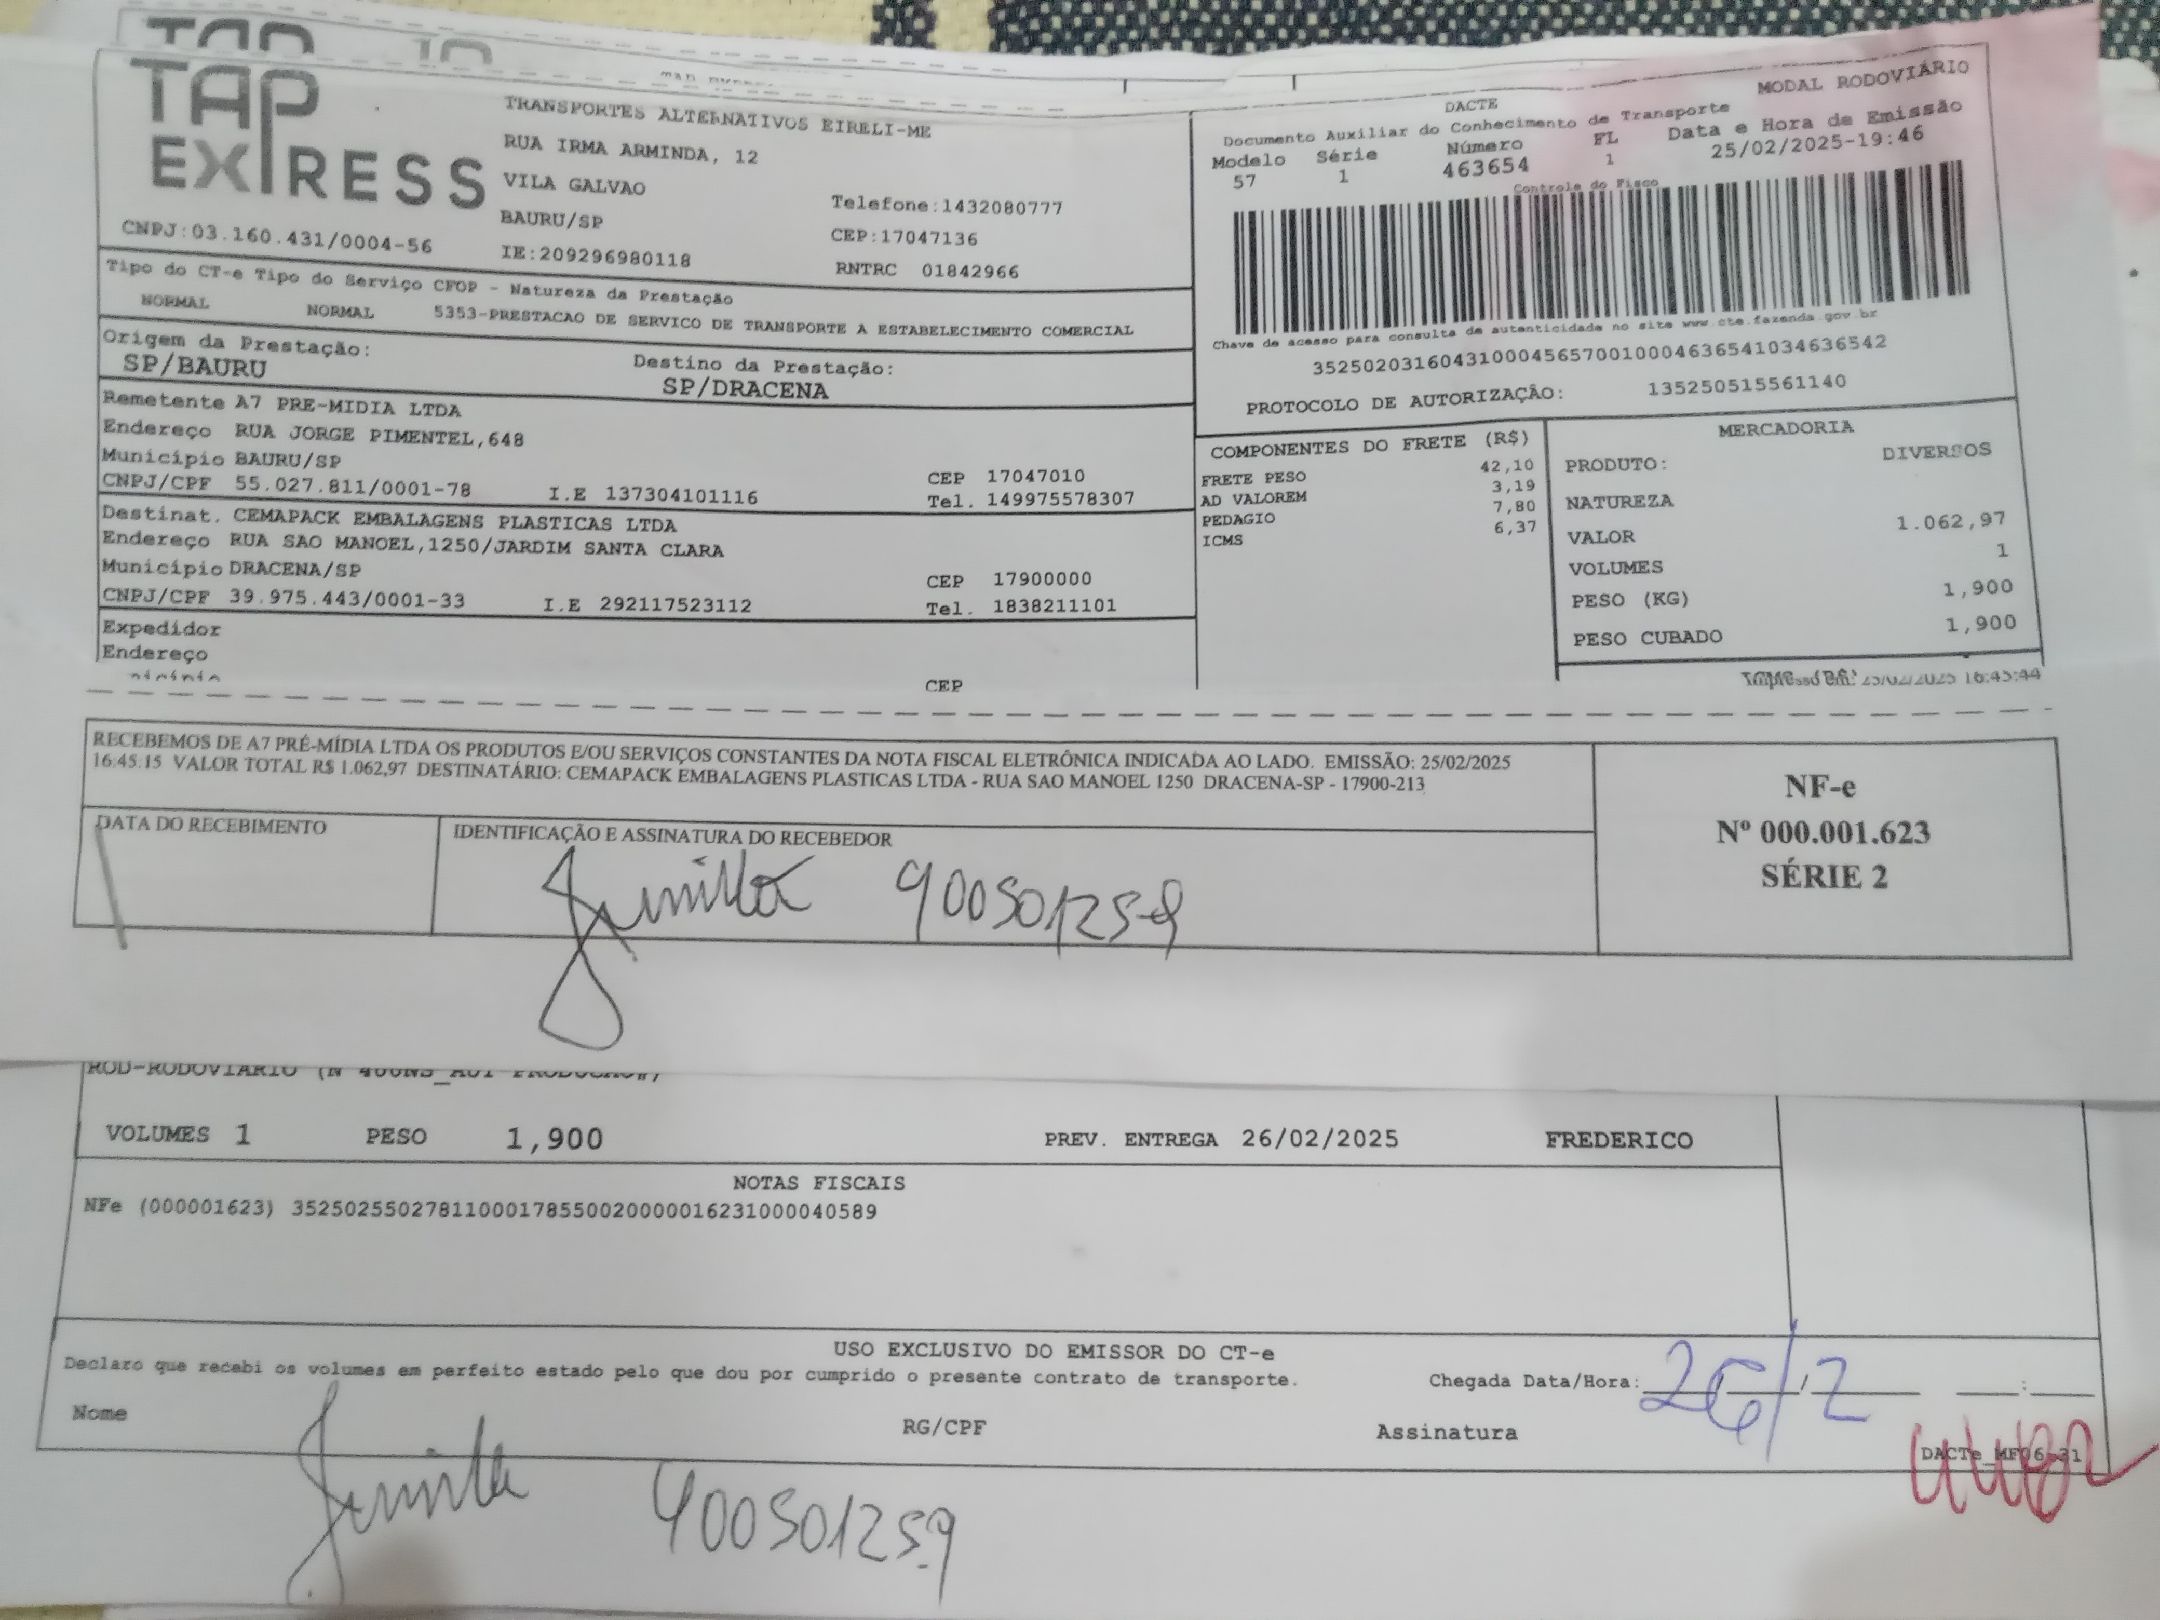 TAP
TAP
EXPRESS
TRANSPORTES ALTERNATIVOS EIRELI-ME
RUA IRMA ARMINDA, 12
VILA GALVAO
BAURU/SP
Telefone:1432080777
CEP:17047136
CNPJ:03.160.431/0004-56
IE:209296980118
RNTRC 01842966
MODAL RODOVIÁRIO
DACTE
Documento Auxiliar do Conhecimento de Transporte
Modelo Série Número FL Data e Hora de Emissão
57 1 463654 1 25/02/2025-19:46
Controle do Fisco
Chave de acesso para consulta de autenticidade no site www.cte.fazenda.gov.br
35250203160431000456570010004636541034636542
PROTOCOLO DE AUTORIZAÇÃO: 135250515561140
Tipo do CT-e Tipo do Serviço CFOP - Natureza da Prestação
NORMAL NORMAL 5353-PRESTACAO DE SERVICO DE TRANSPORTE A ESTABELECIMENTO COMERCIAL
Origem da Prestação: Destino da Prestação:
SP/BAURU SP/DRACENA
Remetente A7 PRE-MIDIA LTDA
Endereço RUA JORGE PIMENTEL,648
Município BAURU/SP CEP 17047010
CNPJ/CPF 55.027.811/0001-78 I.E 137304101116 Tel. 149975578307
Destinat. CEMAPACK EMBALAGENS PLASTICAS LTDA
Endereço RUA SAO MANOEL,1250/JARDIM SANTA CLARA
Município DRACENA/SP CEP 17900000
CNPJ/CPF 39.975.443/0001-33 I.E 292117523112 Tel. 1838211101
Expedidor
Endereço
CEP
COMPONENTES DO FRETE (R$)
FRETE PESO 42,10
AD VALOREM 3,19
PEDAGIO 7,80
ICMS 6,37
MERCADORIA
PRODUTO: DIVERSOS
NATUREZA
VALOR 1.062,97
VOLUMES 1
PESO (KG) 1,900
PESO CUBADO 1,900
25/02/2025 16:45:44
RECEBEMOS DE A7 PRÉ-MÍDIA LTDA OS PRODUTOS E/OU SERVIÇOS CONSTANTES DA NOTA FISCAL ELETRÔNICA INDICADA AO LADO. EMISSÃO: 25/02/2025
16.45.15 VALOR TOTAL R$ 1.062,97 DESTINATÁRIO: CEMAPACK EMBALAGENS PLASTICAS LTDA - RUA SAO MANOEL 1250 DRACENA-SP - 17900-213
DATA DO RECEBIMENTO
IDENTIFICAÇÃO E ASSINATURA DO RECEBEDOR
400501259
NF-e
Nº 000.001.623
SÉRIE 2
VOLUMES 1 PESO 1,900 PREV. ENTREGA 26/02/2025 FREDERICO
NOTAS FISCAIS
NFe (000001623) 35250255027811000178550020000016231000040589
USO EXCLUSIVO DO EMISSOR DO CT-e
Declaro que recebi os volumes em perfeito estado pelo que dou por cumprido o presente contrato de transporte.
Chegada Data/Hora: 26/2
Nome RG/CPF Assinatura
DACTe_MF06-31
400501259